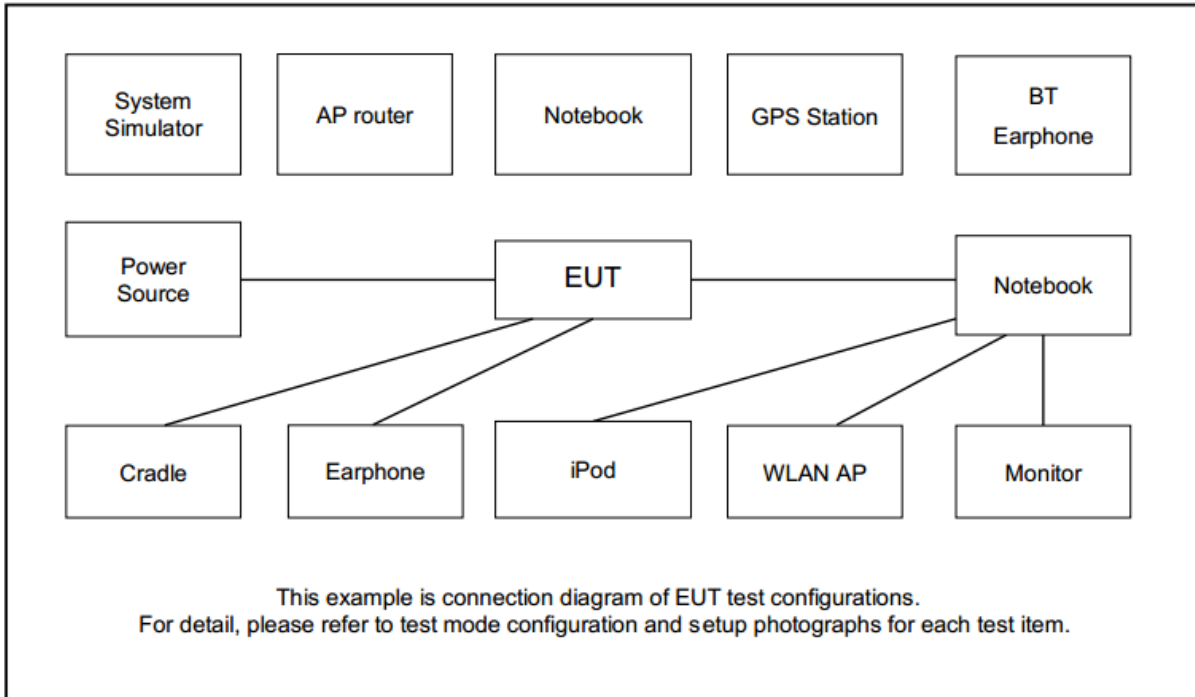 System
Simulator
AP router
Notebook
GPS Station
BT
Earphone
Power
Source
EUT
Notebook
Cradle
Earphone
iPod
WLAN AP
Monitor
This example is connection diagram of EUT test configurations.
For detail, please refer to test mode configuration and setup photographs for each test item.